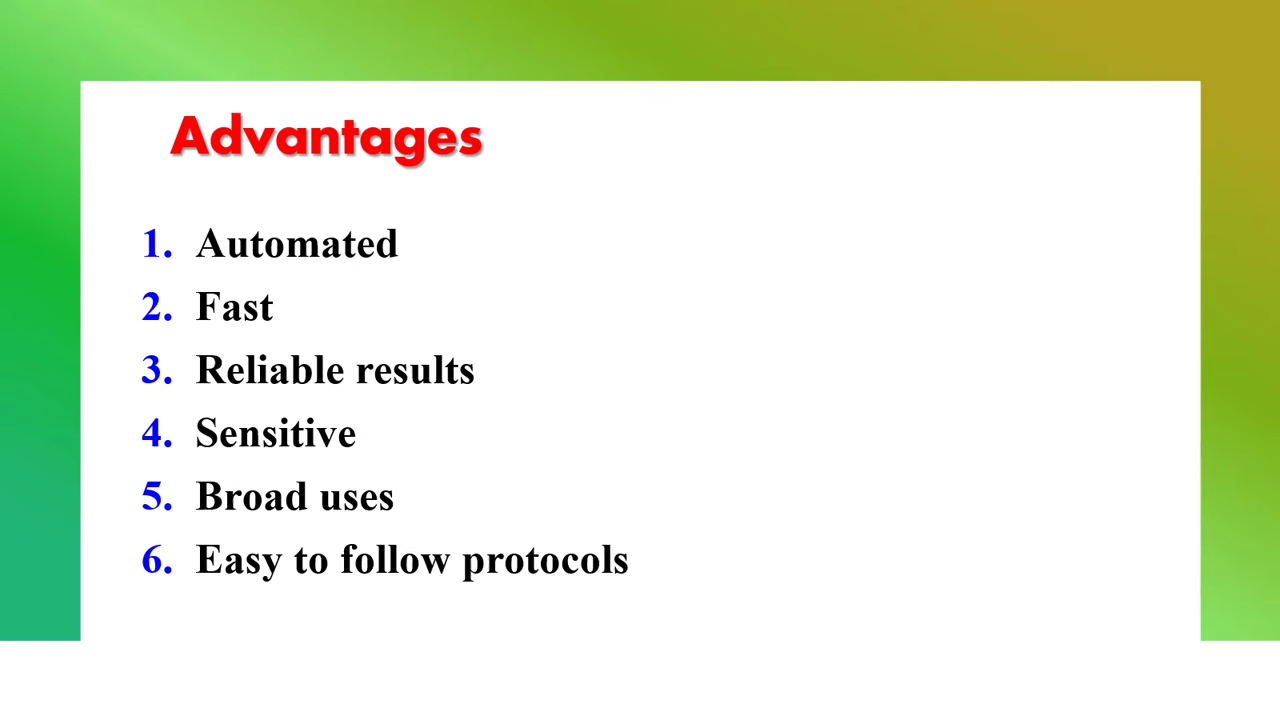 Advantages
1. Automated
2. Fast
3. Reliable results
4. Sensitive
5. Broad uses
6. Easy to follow protocols